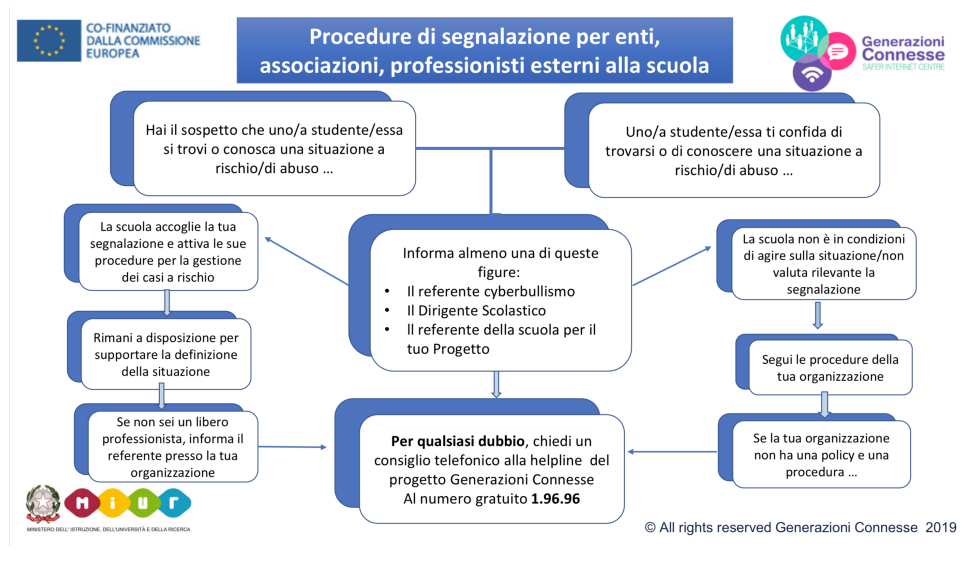 CO-FINANZIATO
DALLA COMMISSIONE
EUROPEA
Procedure di segnalazione per enti,
associazioni, professionisti esterni alla scuola
Generazioni
Connesse
SAFER INTERNET CENTRE
Hai il sospetto che uno/a studente/essa
si trovi o conosca una situazione a
rischio/di abuso ...
Uno/a studente/essa ti confida di
trovarsi o di conoscere una situazione a
rischio/di abuso ...
La scuola accoglie la tua
segnalazione e attiva le sue
procedure per la gestione
dei casi a rischio
Informa almeno una di queste
figure:
• Il referente cyberbullismo
• Il Dirigente Scolastico
• Il referente della scuola per il
tuo Progetto
La scuola non è in condizioni
di agire sulla situazione/non
valuta rilevante la
segnalazione
Rimani a disposizione per
supportare la definizione
della situazione
Segui le procedure della
tua organizzazione
Se non sei un libero
professionista, informa il
referente presso la tua
organizzazione
Per qualsiasi dubbio, chiedi un
consiglio telefonico alla helpline del
progetto Generazioni Connesse
Al numero gratuito 1.96.96
Se la tua organizzazione
non ha una policy e una
procedura ...
MIUR
MINISTERO DELL' ISTRUZIONE, DELL'UNIVERSITÀ E DELLA RICERCA
© All rights reserved Generazioni Connesse 2019